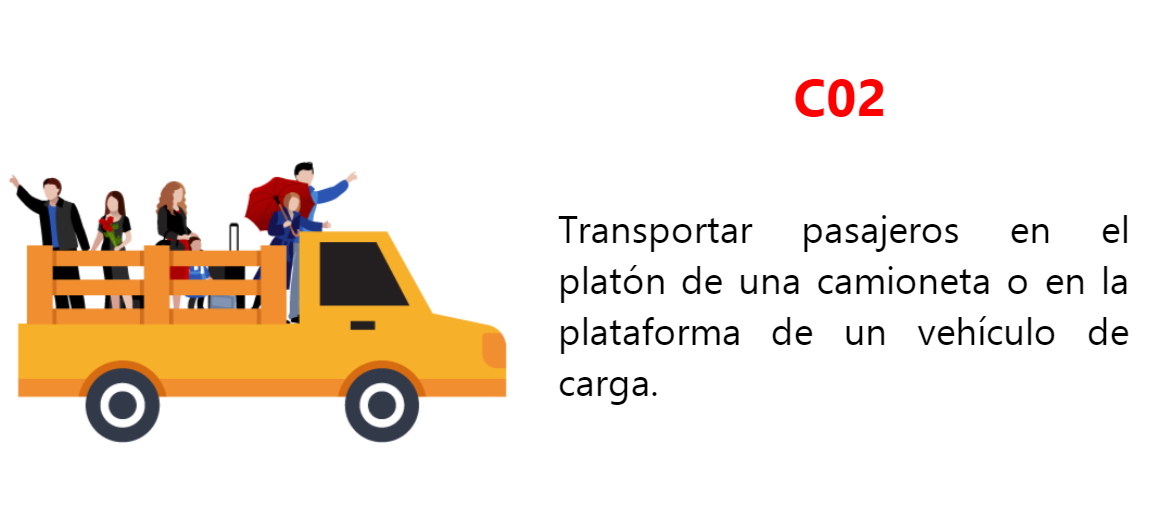 C02
Transportar pasajeros en el
platón de una camioneta o en la
plataforma de un vehículo de
carga.